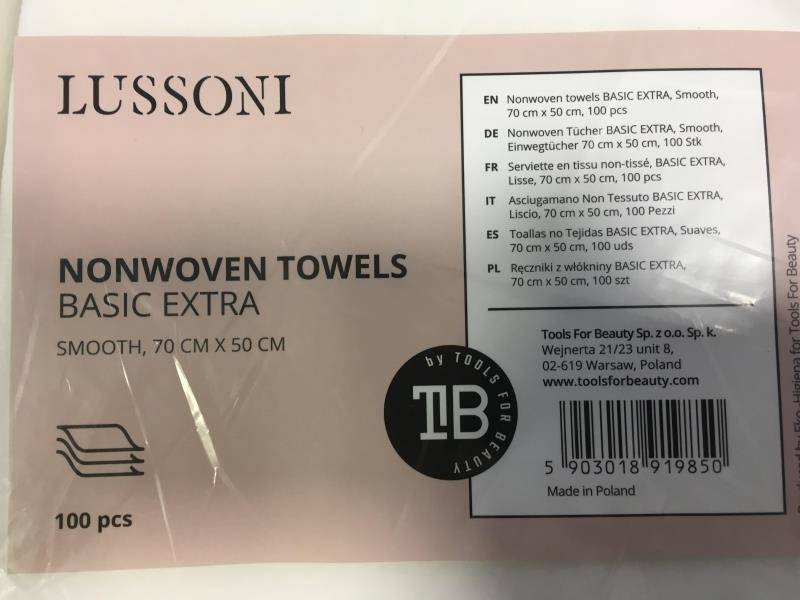 LUSSONI
NONWOVEN TOWELS
BASIC EXTRA
SMOOTH, 70 CM X 50 CM
100 pcs
EN Nonwoven towels BASIC EXTRA, Smooth,
70 cm x 50 cm, 100 pcs
DE Nonwoven Tücher BASIC EXTRA, Smooth,
Einwegtücher 70 cm x 50 cm, 100 Stk
FR Serviette en tissu non-tissé, BASIC EXTRA,
Lisse, 70 cm x 50 cm, 100 pcs
IT Asciugamano Non Tessuto BASIC EXTRA,
Liscio, 70 cm x 50 cm, 100 Pezzi
ES Toallas no Tejidas BASIC EXTRA, Suaves,
70 cm x 50 cm, 100 uds
PL Ręczniki z włókniny BASIC EXTRA,
70 cm x 50 cm, 100 szt
Tools For Beauty Sp. z o.o. Sp. k.
Wejnerta 21/23 unit 8,
02-619 Warsaw, Poland
www.toolsforbeauty.com
5 903018 919850
Made in Poland
by TOOLS FOR BEAUTY
TB
by Eko-Higiena for Tools For Beauty